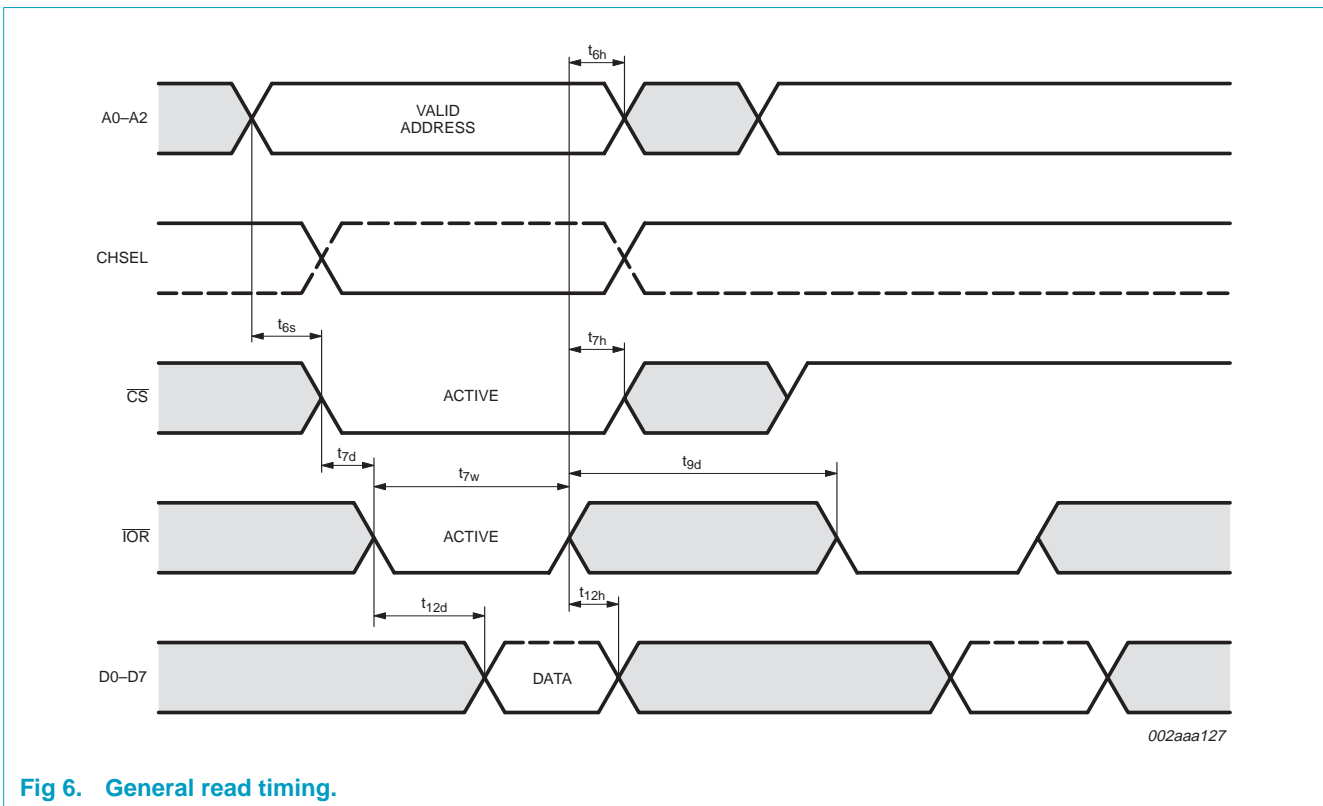 t6h
A0–A2
VALID
ADDRESS
CHSEL
t6s
t7h
CS
ACTIVE
t7d
t7w
t9d
IOR
ACTIVE
t12d
t12h
D0–D7
DATA
002aaa127
Fig 6. General read timing.